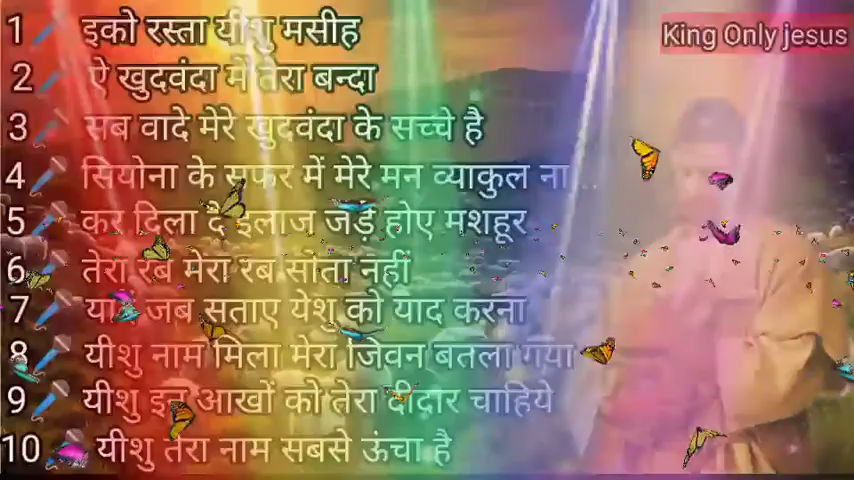 King Only jesus
1 इको रस्ता यीशु मसीह
2 ऐ खुदवंदा में तेरा बन्दा
3 सब वादे मेरे खुदवंदा के सच्चे है
4 सियोना के सफर में मेरे मन व्याकुल ना...
5 कर दिला दै इलाज जड़े होए मशहूर
6 तेरा रब मेरा रब सोंता नहीं
7 जब सताए येशु को याद करना
8 यीशु नाम मिला मेरा जिवन बतला गया
9 यीशु इन आखों को तेरा दीदार चाहिये
10 यीशु तेरा नाम सबसे ऊंचा है